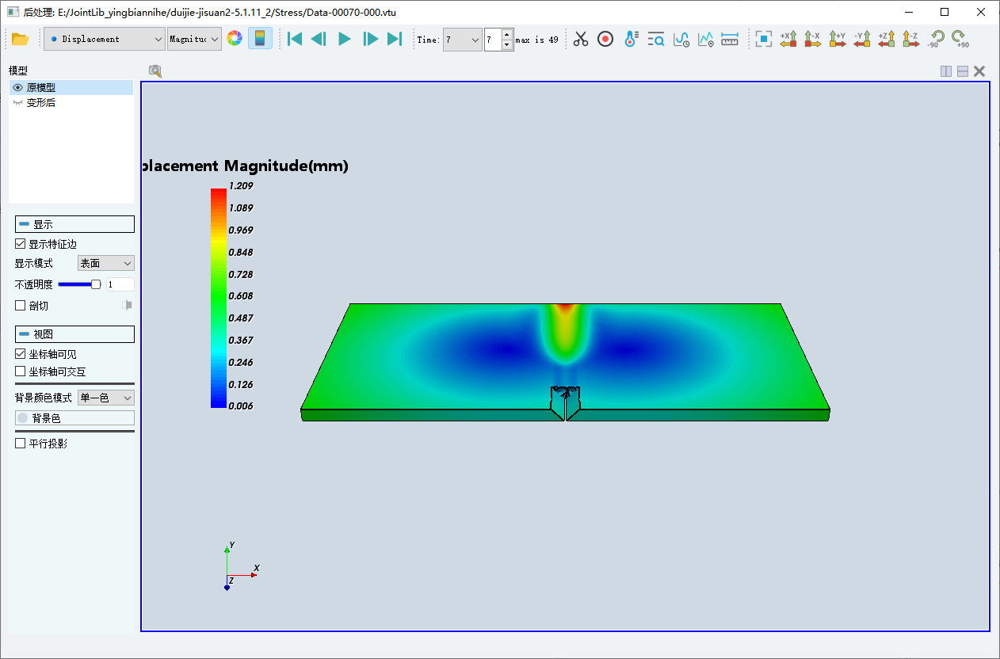 后处理: E:/JointLib_yingbiannihe/duijie-jisuan2-5.1.11_2/Stress/Data-00070-000.vtu
Displacement
Time: 7 7 max is 49
+X -X +Y -Y +Z -Z -90 +90
模型
原模型
变形后
placement Magnitude(mm)
1.209
1.089
0.969
0.848
0.728
0.608
0.487
0.367
0.246
0.126
0.006
显示
显示特征边
显示模式 表面
不透明度 1
剖切
视图
坐标轴可见
坐标轴可交互
背景颜色模式 单一色
背景色
平行投影
Y
X
Z